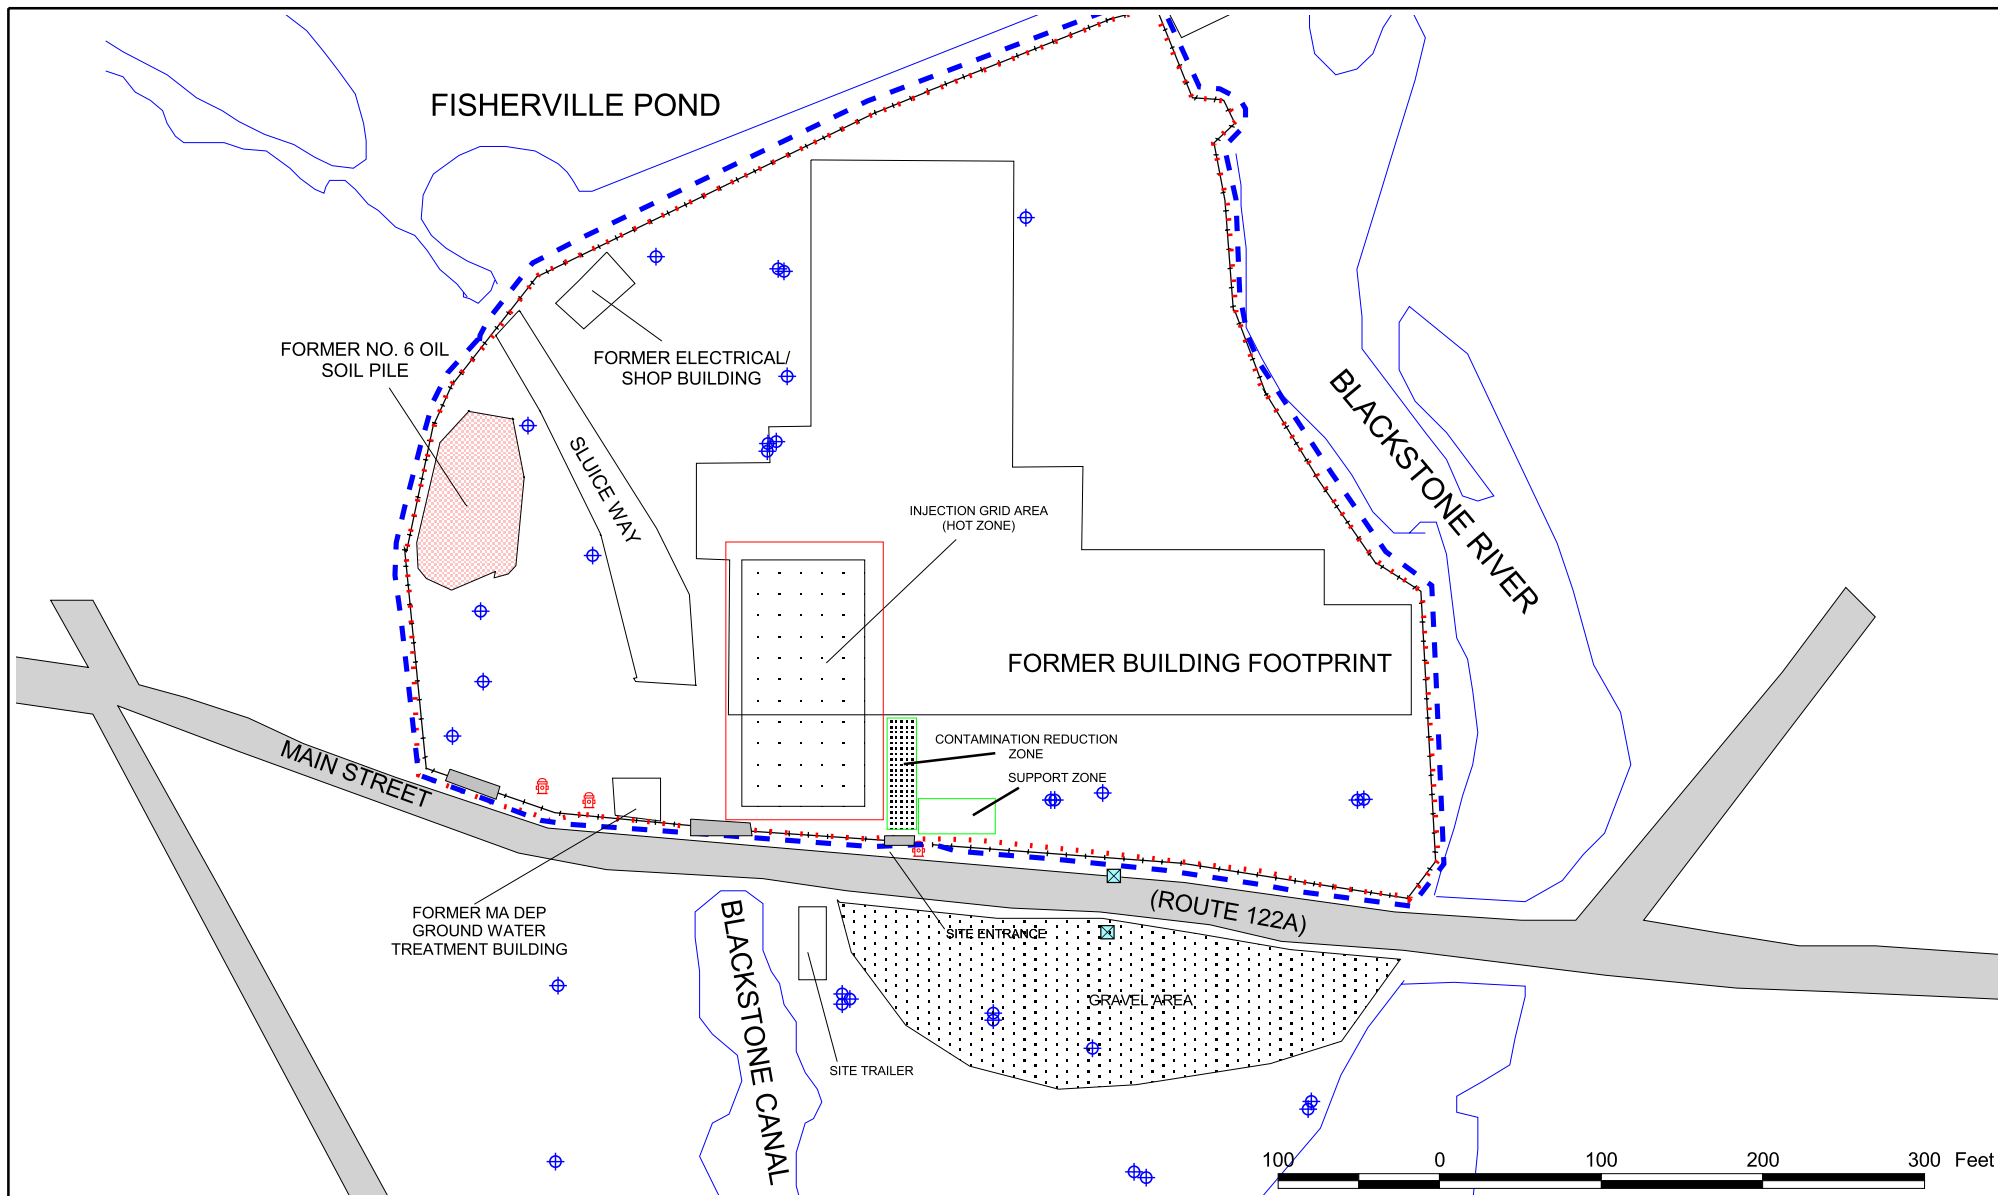 FISHERVILLE POND
FORMER NO. 6 OIL
SOIL PILE
FORMER ELECTRICAL/
SHOP BUILDING
SLUICE WAY
BLACKSTONE RIVER
INJECTION GRID AREA
(HOT ZONE)
FORMER BUILDING FOOTPRINT
CONTAMINATION REDUCTION
ZONE
SUPPORT ZONE
MAIN STREET
(ROUTE 122A)
FORMER MA DEP
GROUND WATER
TREATMENT BUILDING
BLACKSTONE CANAL
SITE ENTRANCE
GRAVEL AREA
SITE TRAILER
100 0 100 200 300 Feet